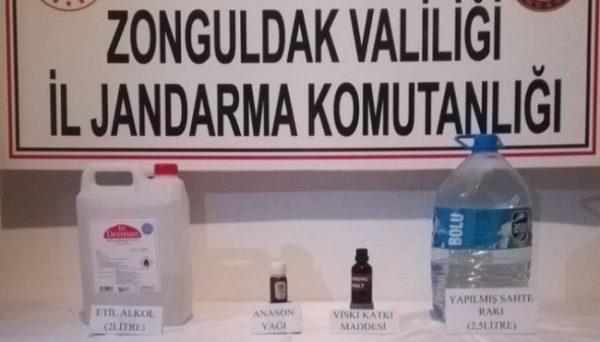 ZONGULDAK VALİLİĞİ
İL JANDARMA KOMUTANLIĞI
Dr.
Derman
BOLU
ETİL ALKOL
(2LİTRE)
ANASON
YAĞI
VİSKİ KATKI
MADDESİ
YAPILMIŞ SAHTE
RAKI
(2,5LİTRE)